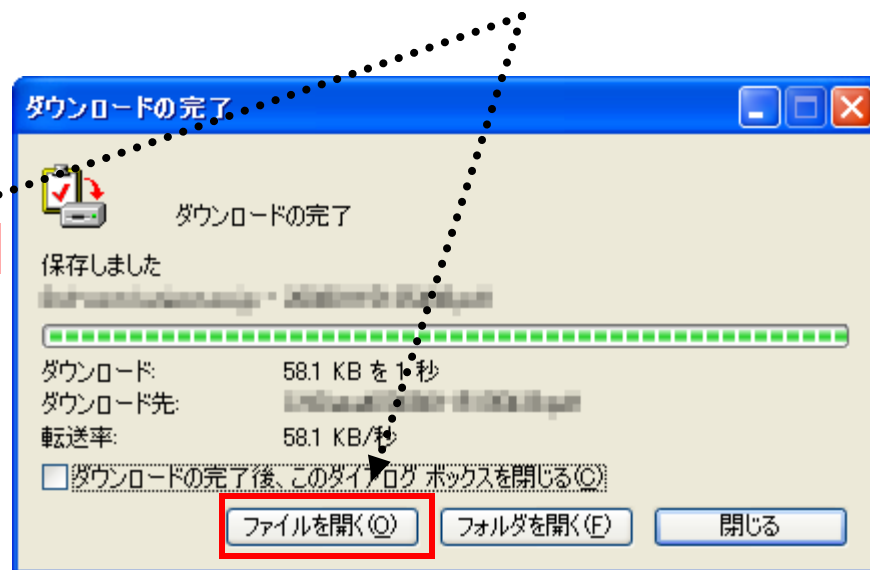 ダウンロードの完了
ダウンロードの完了
保存しました
ダウンロード: 58.1 KB を 1 秒
ダウンロード先:
転送率: 58.1 KB/秒
ダウンロードの完了後、このダイアログ ボックスを閉じる(C)
ファイルを開く(O) フォルダを開く(F) 閉じる